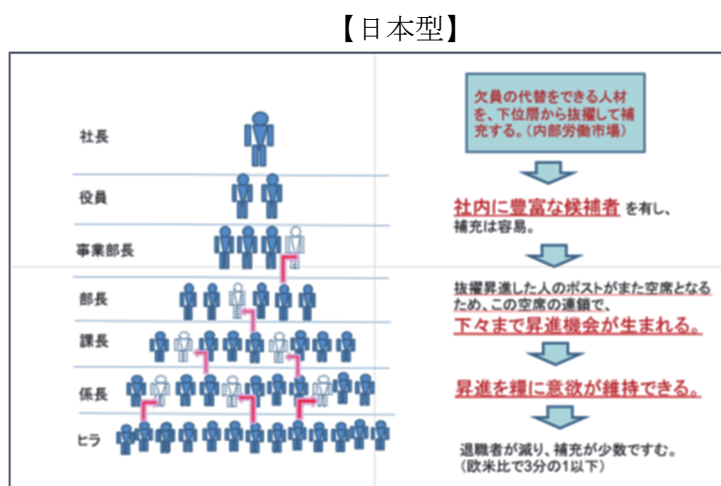 【日本型】
社長
役員
事業部長
部長
課長
係長
ヒラ
欠員の代替をできる人材
を、下位層から抜擢して補
充する。(内部労働市場)
社内に豊富な候補者 を有し、
補充は容易。
抜擢昇進した人のポストがまた空席となる
ため、この空席の連鎖で、
下々まで昇進機会が生まれる。
昇進を糧に意欲が維持できる。
退職者が減り、補充が少数ですむ。
(欧米比で3分の1以下)